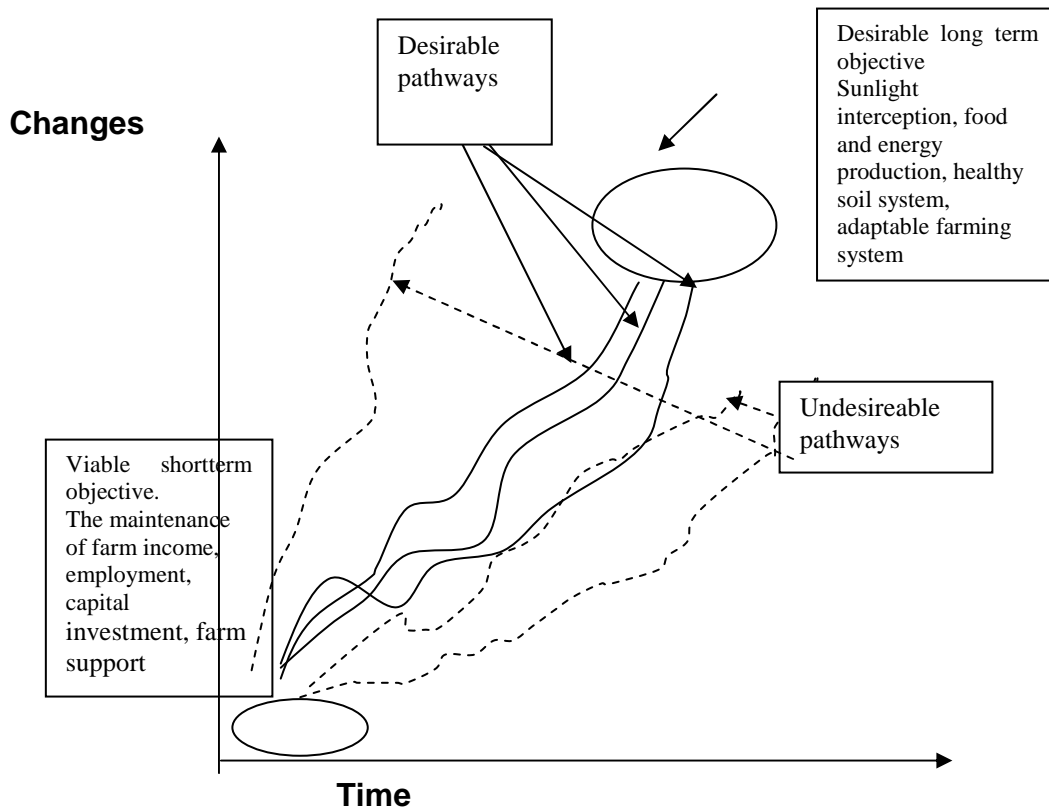 Desirable
pathways
Desirable long term
objective
Sunlight
interception, food
and energy
production, healthy
soil system,
adaptable farming
system
Changes
Undesireable
pathways
Viable shortterm
objective.
The maintenance
of farm income,
employment,
capital
investment, farm
support
Time